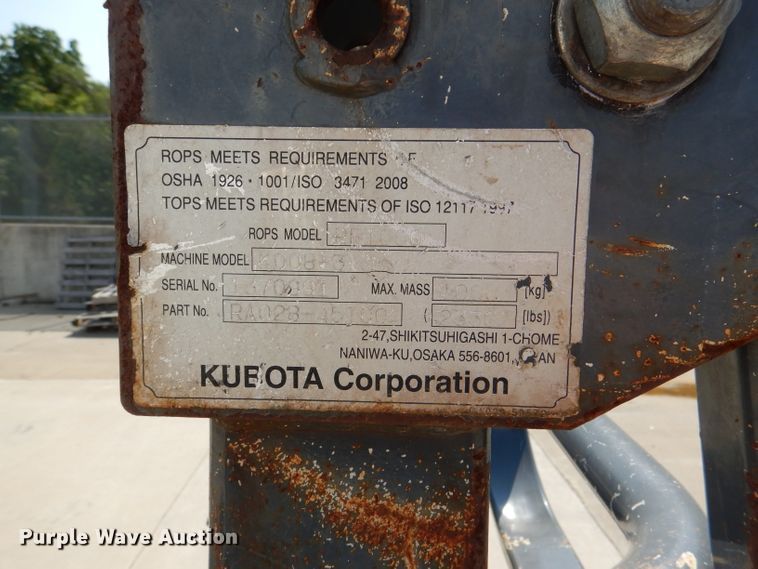 ROPS MEETS REQUIREMENTS
OSHA 1926・1001/ISO 3471 2008
TOPS MEETS REQUIREMENTS OF ISO 12117 1997
ROPS MODEL
MACHINE MODEL
SERIAL No. MAX. MASS [kg]
PART No. ( [lbs])
2-47,SHIKITSUHIGASHI 1-CHOME
NANIWA-KU,OSAKA 556-8601, JAPAN
KUBOTA Corporation
Purple Wave Auction